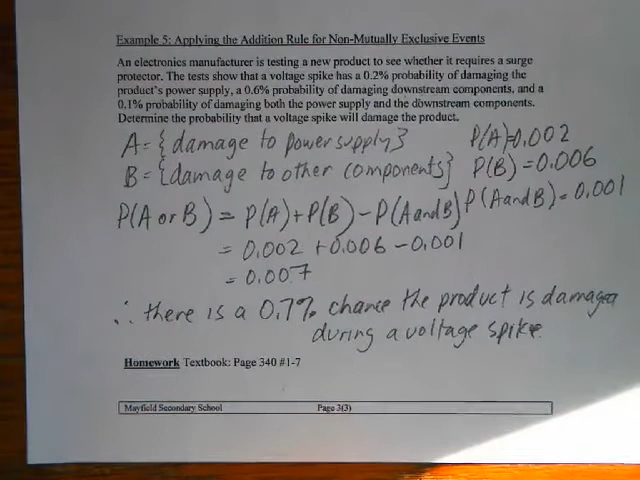 Example 5: Applying the Addition Rule for Non-Mutually Exclusive Events
An electronics manufacturer is testing a new product to see whether it requires a surge
protector. The tests show that a voltage spike has a 0.2% probability of damaging the
product's power supply, a 0.6% probability of damaging downstream components, and a
0.1% probability of damaging both the power supply and the downstream components.
Determine the probability that a voltage spike will damage the product.
A = {damage to power supply} P(A)=0.002
B = {damage to other components} P(B) = 0.006
P(A or B) = P(A) + P(B) - P(A and B) P(A and B) = 0.001
= 0.002 + 0.006 - 0.001
= 0.007
∴ there is a 0.7% chance the product is damaged
during a voltage spike.
Homework Textbook: Page 340 #1-7
Mayfield Secondary School Page 3(3)